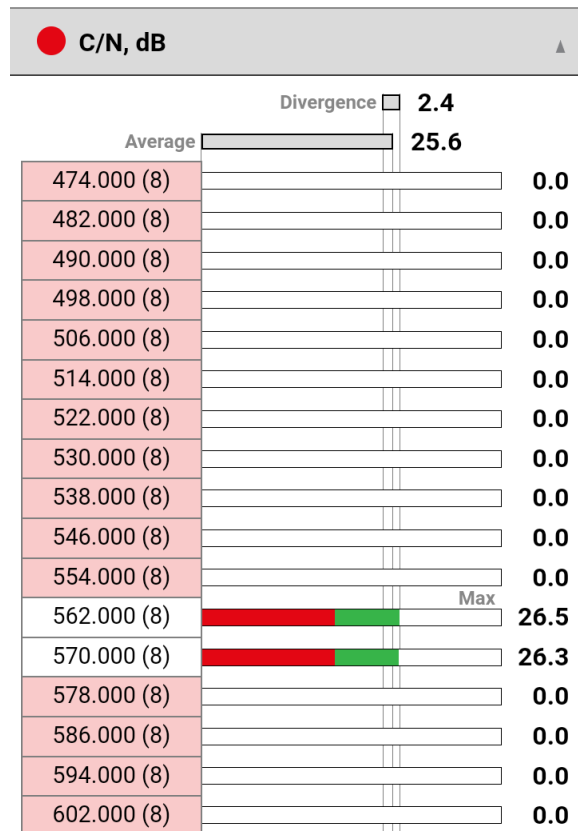 C/N, dB
Divergence 2.4
Average 25.6
474.000 (8) 0.0
482.000 (8) 0.0
490.000 (8) 0.0
498.000 (8) 0.0
506.000 (8) 0.0
514.000 (8) 0.0
522.000 (8) 0.0
530.000 (8) 0.0
538.000 (8) 0.0
546.000 (8) 0.0
554.000 (8) 0.0
Max
562.000 (8) 26.5
570.000 (8) 26.3
578.000 (8) 0.0
586.000 (8) 0.0
594.000 (8) 0.0
602.000 (8) 0.0